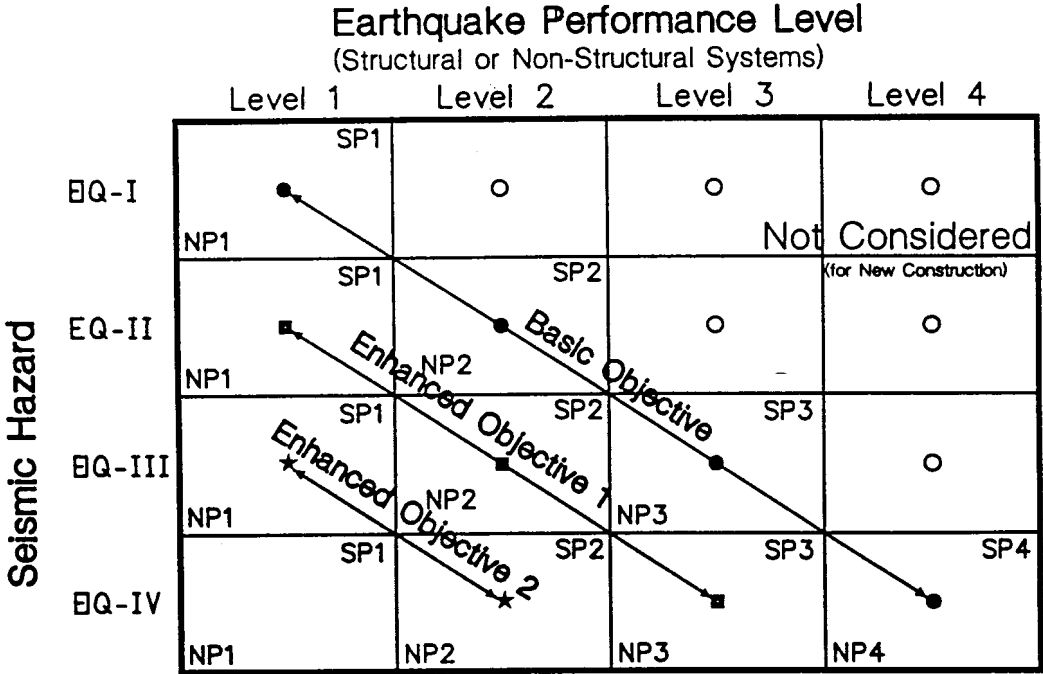 Earthquake Performance Level
(Structural or Non-Structural Systems)
Level 1 Level 2 Level 3 Level 4
SP1
EQ-I
NP1
Not Considered
(for New Construction)
SP1 SP2
EQ-II
Basic Objective
NP1 NP2
Enhanced Objective 1
SP1 SP2 SP3
EQ-III
NP1 NP2 NP3
Enhanced Objective 2
SP1 SP2 SP3 SP4
EQ-IV
NP1 NP2 NP3 NP4
Seismic Hazard